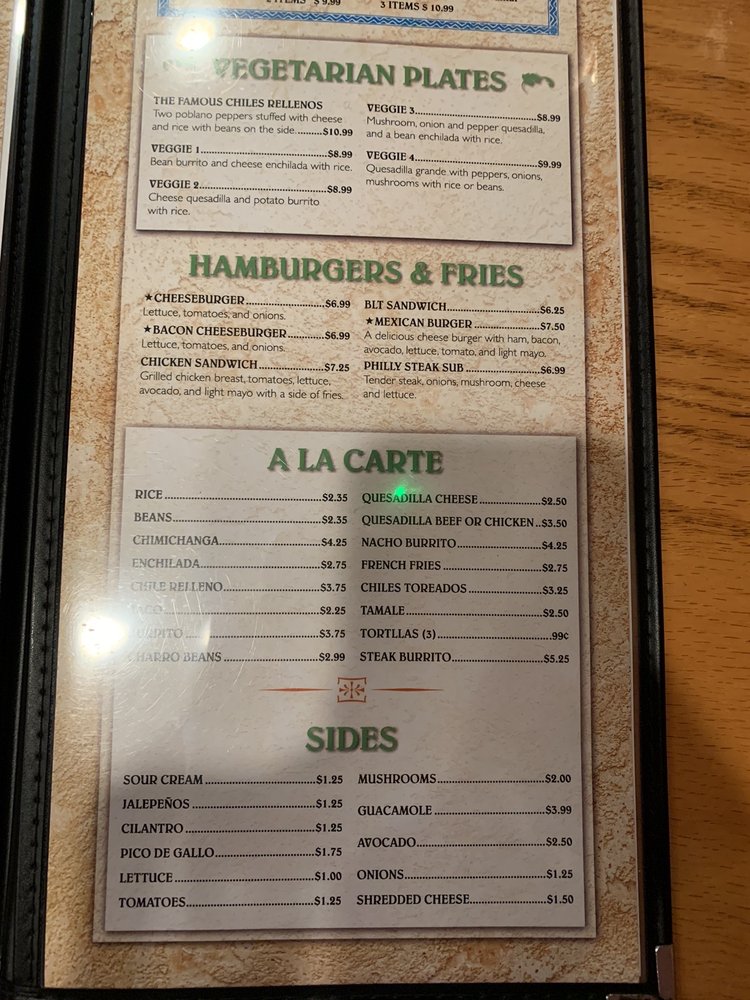 2 ITEMS $ 9.99
3 ITEMS $ 10.99
VEGETARIAN PLATES
THE FAMOUS CHILES RELLENOS
Two poblano peppers stuffed with cheese
and rice with beans on the side..........$10.99
VEGGIE 1..........$8.99
Bean burrito and cheese enchilada with rice.
VEGGIE 2..........$8.99
Cheese quesadilla and potato burrito
with rice.
VEGGIE 3..........$8.99
Mushroom, onion and pepper quesadilla,
and a bean enchilada with rice.
VEGGIE 4..........$9.99
Quesadilla grande with peppers, onions,
mushrooms with rice or beans.
HAMBURGERS & FRIES
★CHEESEBURGER..........$6.99
Lettuce, tomatoes, and onions.
★BACON CHEESEBURGER..........$6.99
Lettuce, tomatoes, and onions.
CHICKEN SANDWICH..........$7.25
Grilled chicken breast, tomatoes, lettuce,
avocado, and light mayo with a side of fries.
BLT SANDWICH..........$6.25
★MEXICAN BURGER..........$7.50
A delicious cheese burger with ham, bacon,
avocado, lettuce, tomato, and light mayo.
PHILLY STEAK SUB..........$6.99
Tender steak, onions, mushroom, cheese
and lettuce.
A LA CARTE
RICE..........$2.35
BEANS..........$2.35
CHIMICHANGA..........$4.25
ENCHILADA..........$2.75
CHILE RELLENO..........$3.75
TACO..........$2.25
BURRITO..........$3.75
CHARRO BEANS..........$2.99
QUESADILLA CHEESE..........$2.50
QUESADILLA BEEF OR CHICKEN..$3.50
NACHO BURRITO..........$4.25
FRENCH FRIES..........$2.75
CHILES TOREADOS..........$3.25
TAMALE..........$2.50
TORTLLAS (3)..........99¢
STEAK BURRITO..........$5.25
SIDES
SOUR CREAM..........$1.25
JALEPEÑOS..........$1.25
CILANTRO..........$1.25
PICO DE GALLO..........$1.75
LETTUCE..........$1.00
TOMATOES..........$1.25
MUSHROOMS..........$2.00
GUACAMOLE..........$3.99
AVOCADO..........$2.50
ONIONS..........$1.25
SHREDDED CHEESE..........$1.50